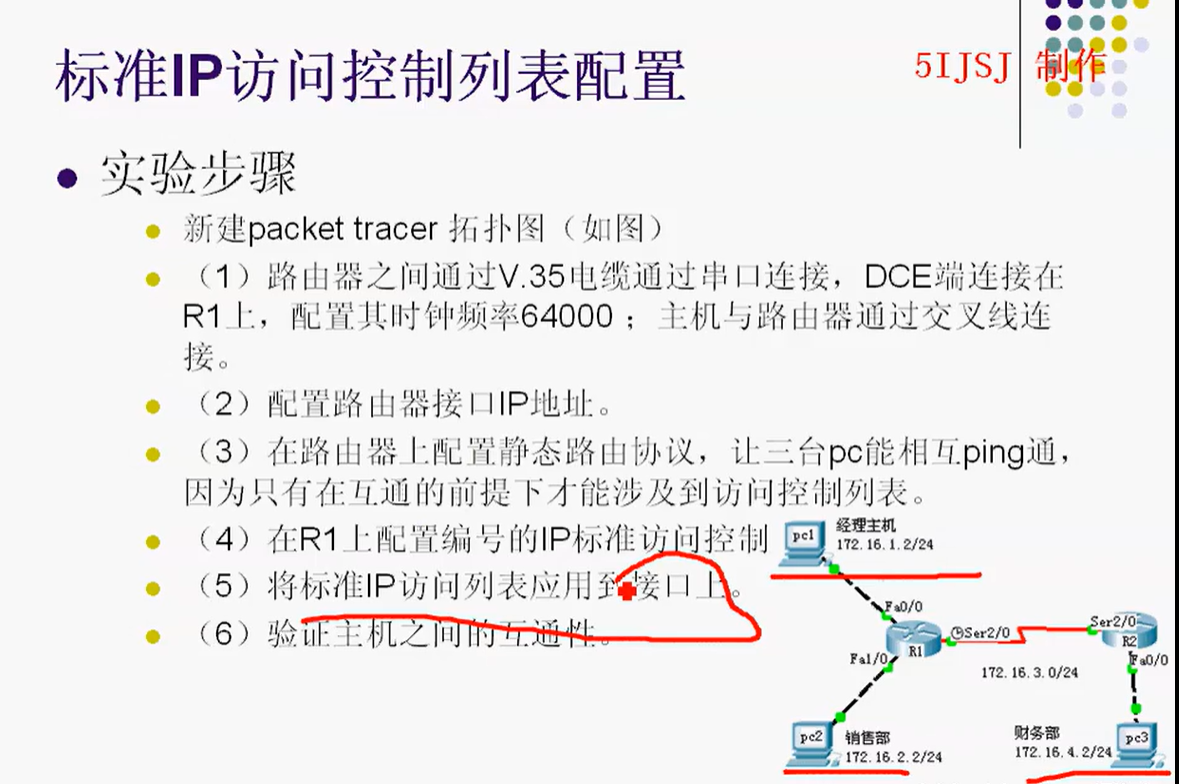 标准IP访问控制列表配置
5IJSJ 制作
实验步骤
新建packet tracer 拓扑图（如图）
（1）路由器之间通过V.35电缆通过串口连接，DCE端连接在
R1上，配置其时钟频率64000；主机与路由器通过交叉线连
接。
（2）配置路由器接口IP地址。
（3）在路由器上配置静态路由协议，让三台pc能相互ping通，
因为只有在互通的前提下才能涉及到访问控制列表。
（4）在R1上配置编号的IP标准访问控制
（5）将标准IP访问列表应用到接口上。
（6）验证主机之间的互通性。
pc1
经理主机
172.16.1.2/24
Fa0/0
R1
Ser2/0
Ser2/0
R2
Fa0/0
Fa1/0
172.16.3.0/24
pc2
销售部
172.16.2.2/24
财务部
172.16.4.2/24
pc3